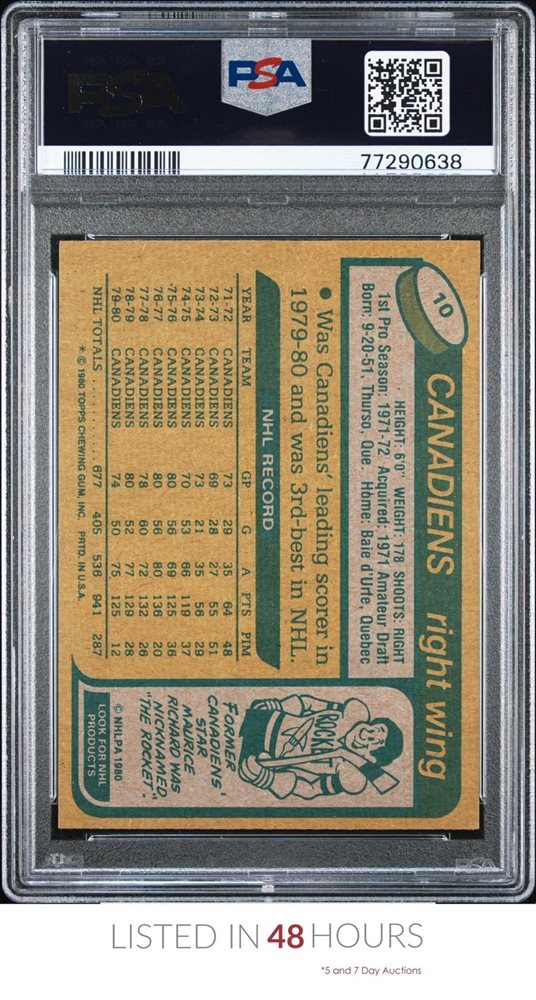 PSA
PSA
77290638
10
CANADIENS right wing
HEIGHT: 6'0" WEIGHT: 178 SHOOTS: RIGHT
1st Pro Season: 1971-72 Acquired: 1971 Amateur Draft
Born: 9-20-51, Thurso, Que. Home: Baie d'Urfe, Quebec
● Was Canadiens' leading scorer in
1979-80 and was 3rd-best in NHL.
NHL RECORD
YEAR TEAM GP G A PTS PIM
71-72 CANADIENS 73 29 35 64 48
72-73 CANADIENS 69 28 27 55 51
73-74 CANADIENS 73 21 35 56 29
74-75 CANADIENS 70 53 66 119 37
75-76 CANADIENS 80 56 69 125 36
76-77 CANADIENS 80 56 80 136 20
77-78 CANADIENS 78 60 72 132 26
78-79 CANADIENS 80 52 77 129 28
79-80 CANADIENS 74 50 75 125 12
NHL TOTALS .......... 677 405 536 941 287
* © 1980 TOPPS CHEWING GUM, INC. PRTD. IN U.S.A.
ROCKE
FORMER
CANADIENS'
STAR
MAURICE
RICHARD WAS
NICKNAMED,
"THE ROCKET".
© NHLPA 1980
LOOK FOR NHL
PRODUCTS
PSA
LISTED IN 48 HOURS
*5 and 7 Day Auctions